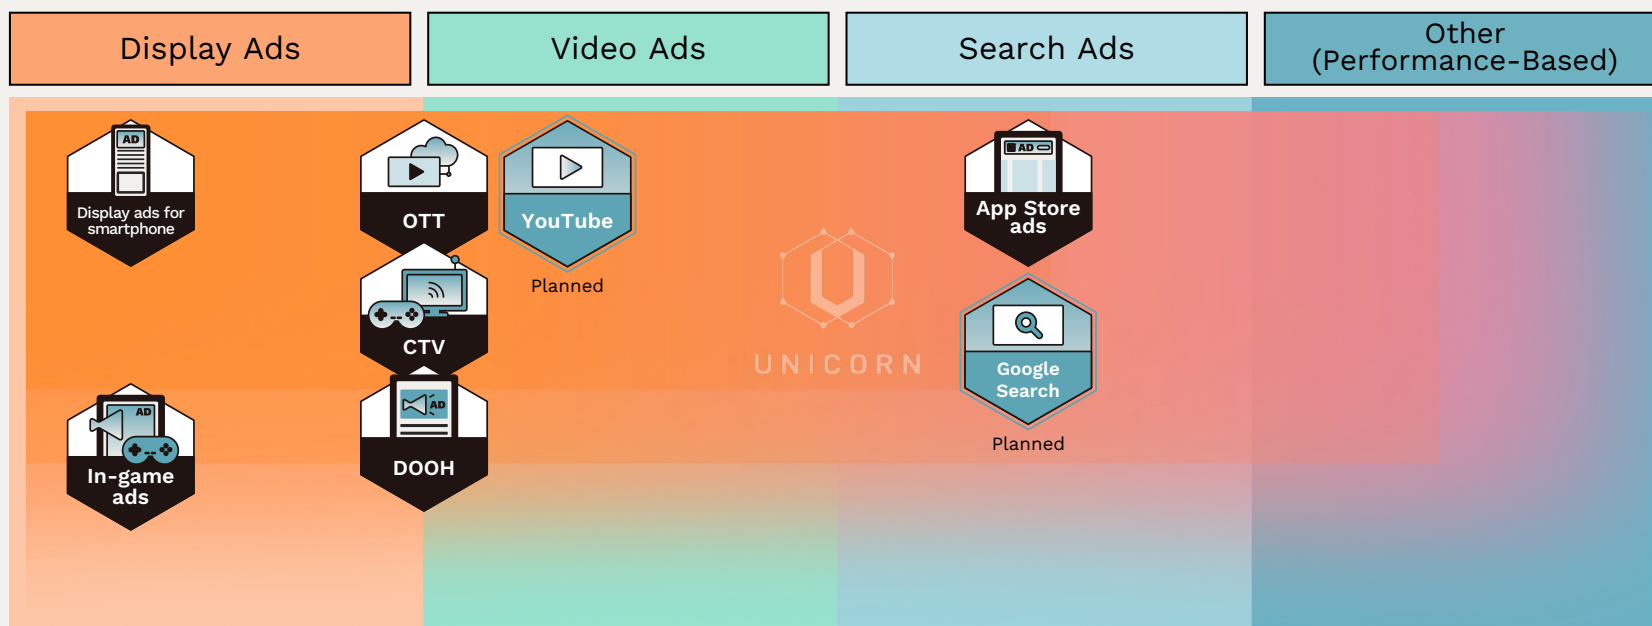 Display Ads
Video Ads
Search Ads
Other
(Performance-Based)
AD
Display ads for
smartphone
OTT
YouTube
Planned
AD
App Store
ads
CTV
UNICORN
Google
Search
Planned
AD
In-game
ads
AD
DOOH